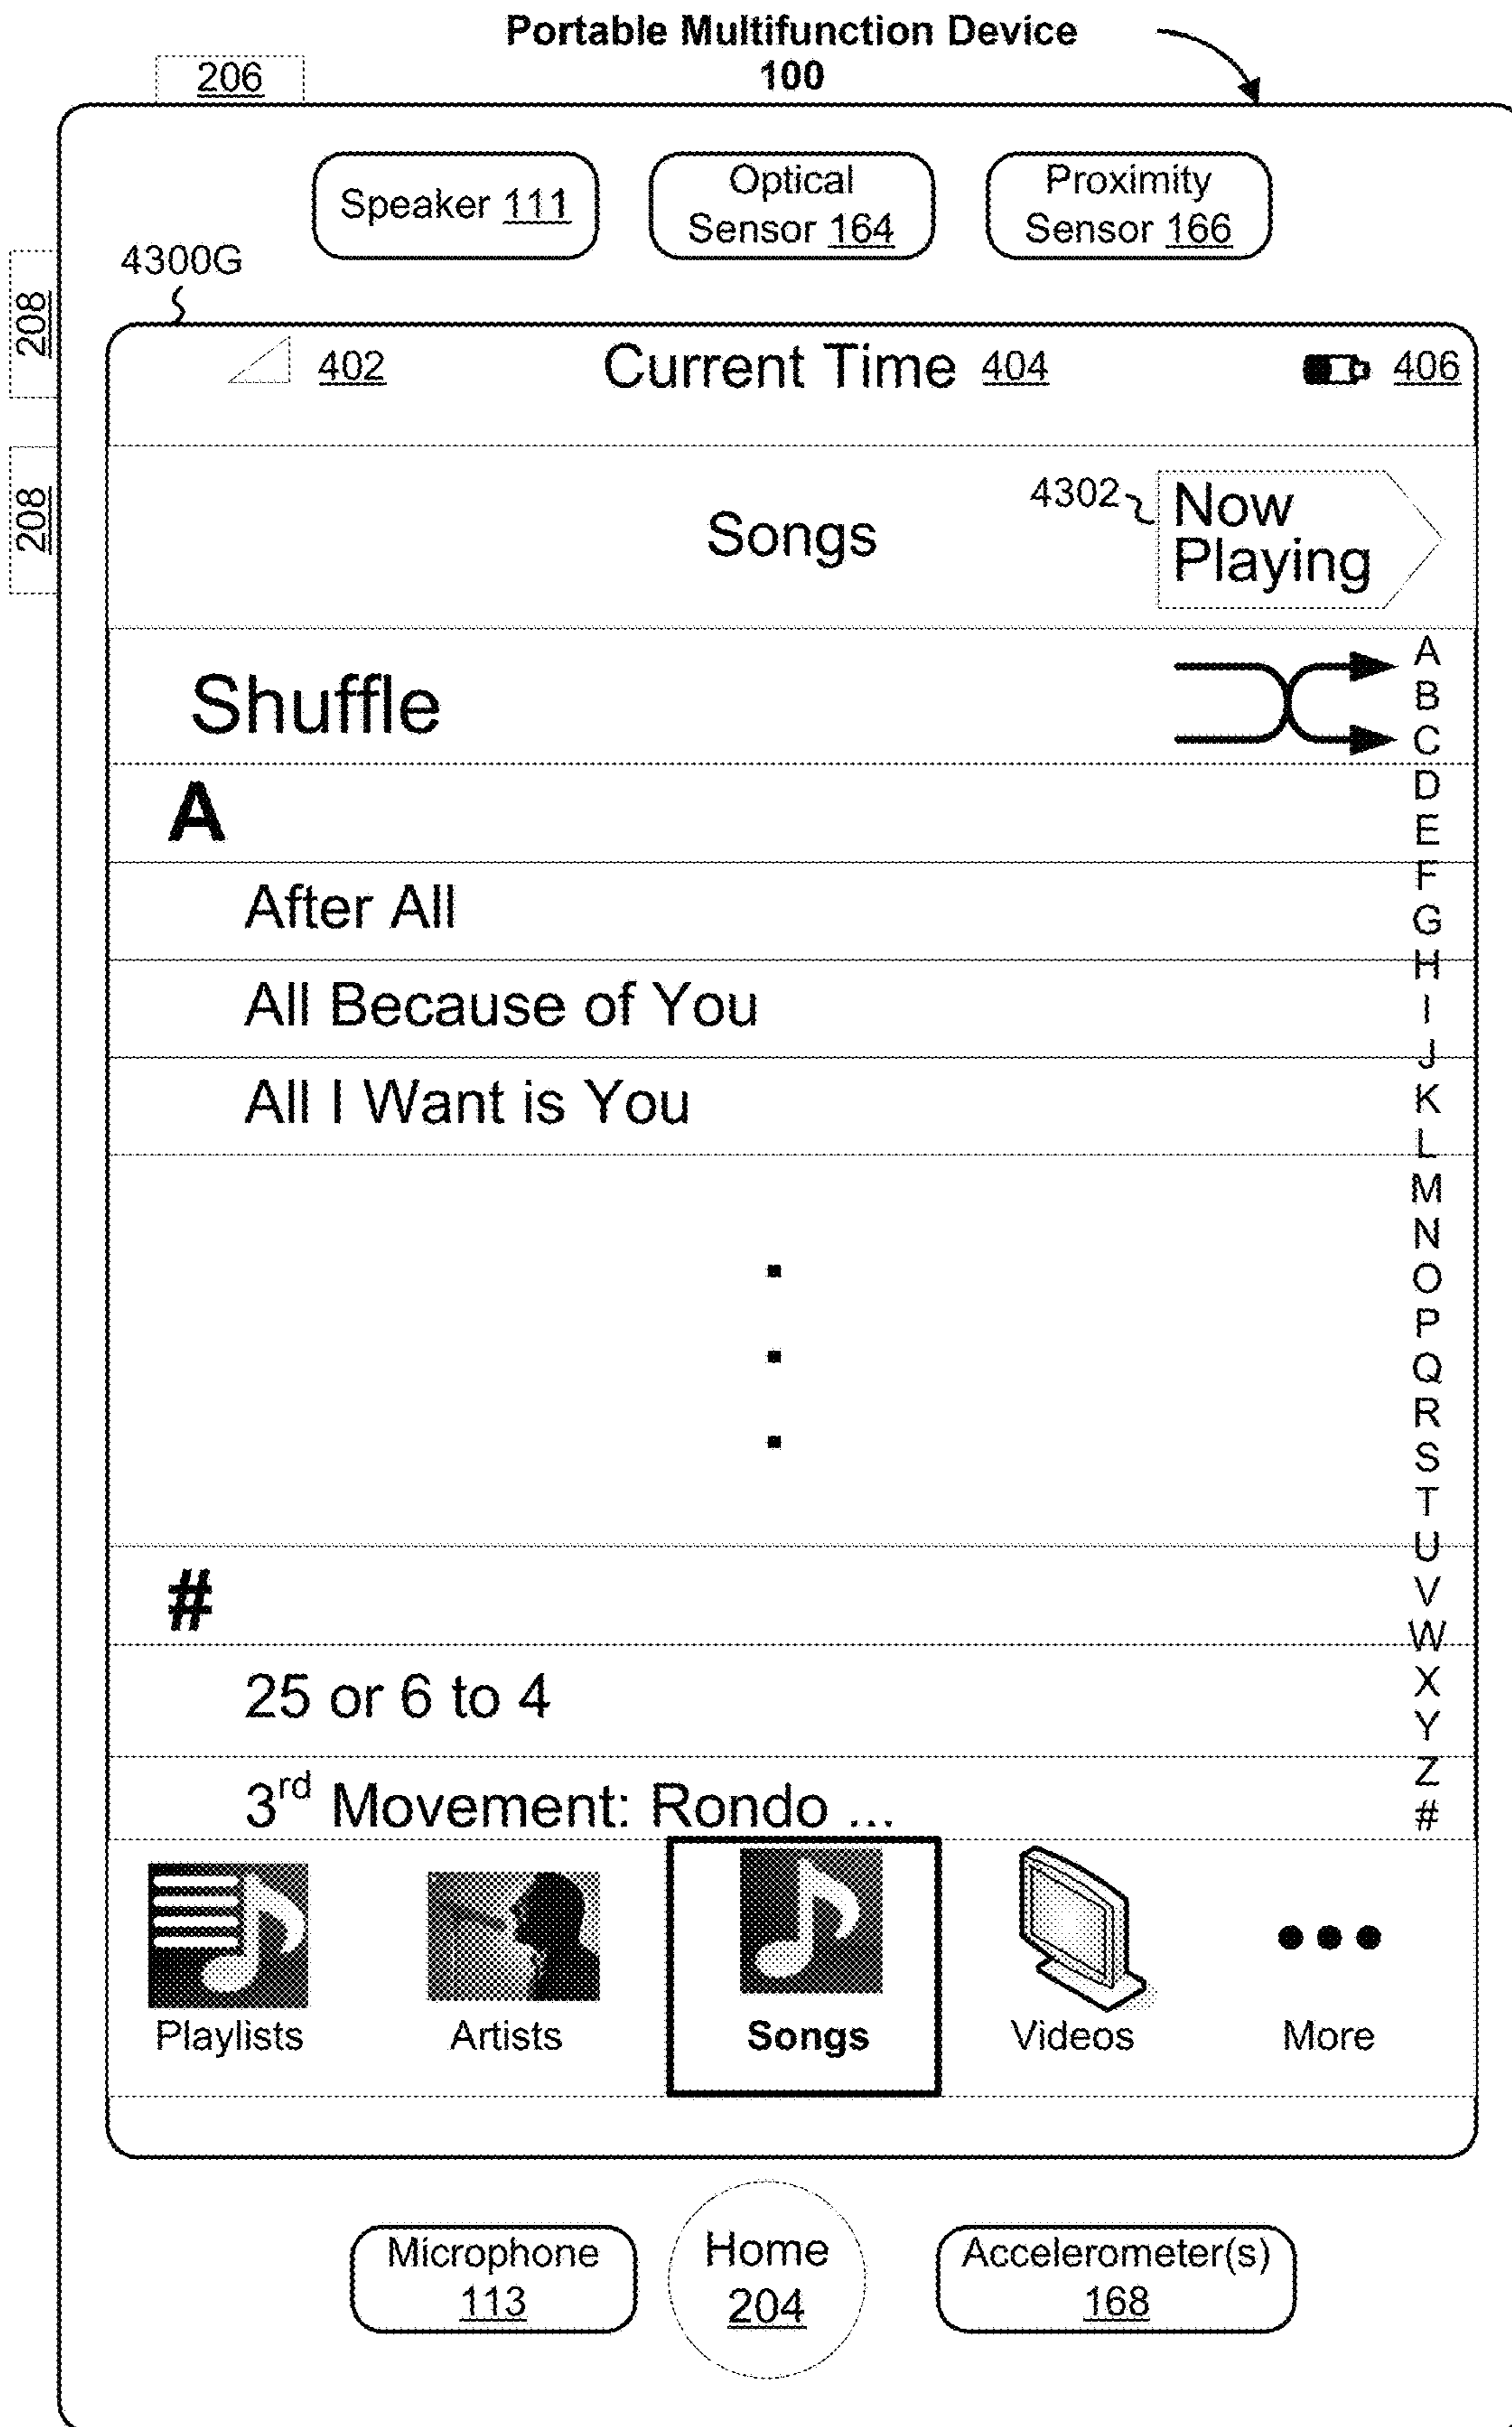 Portable Multifunction Device
100
206
Speaker 111
Optical
Sensor 164
Proximity
Sensor 166
4300G
208
208
402
Current Time 404
406
Songs
4302
Now
Playing
Shuffle
A
After All
All Because of You
All I Want is You
#
25 or 6 to 4
3rd Movement: Rondo ...
A
B
C
D
E
F
G
H
I
J
K
L
M
N
O
P
Q
R
S
T
U
V
W
X
Y
Z
#
Playlists
Artists
Songs
Videos
More
Microphone
113
Home
204
Accelerometer(s)
168